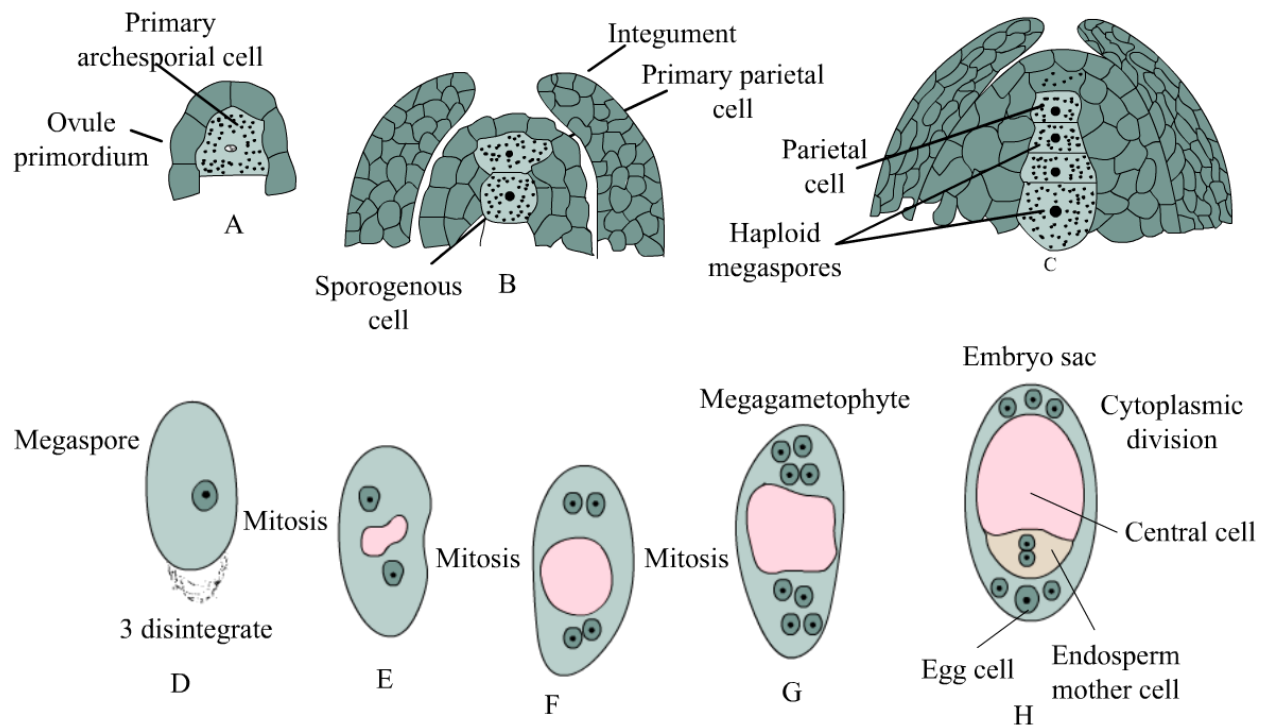 Primary
archesporial cell
Ovule
primordium
A
Integument
Primary parietal
cell
Sporogenous
cell
B
Parietal
cell
Haploid
megaspores
C
Megaspore
3 disintegrate
D
Mitosis
E
Mitosis
F
Mitosis
Megagametophyte
G
Embryo sac
Cytoplasmic
division
Central cell
Egg cell
Endosperm
mother cell
H